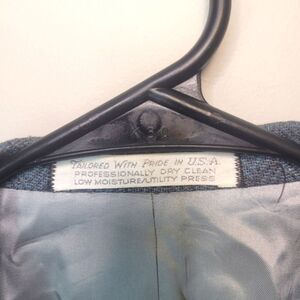 TAILORED WITH PRIDE IN U.S.A.
PROFESSIONALLY DRY CLEAN
LOW MOISTURE/UTILITY PRESS